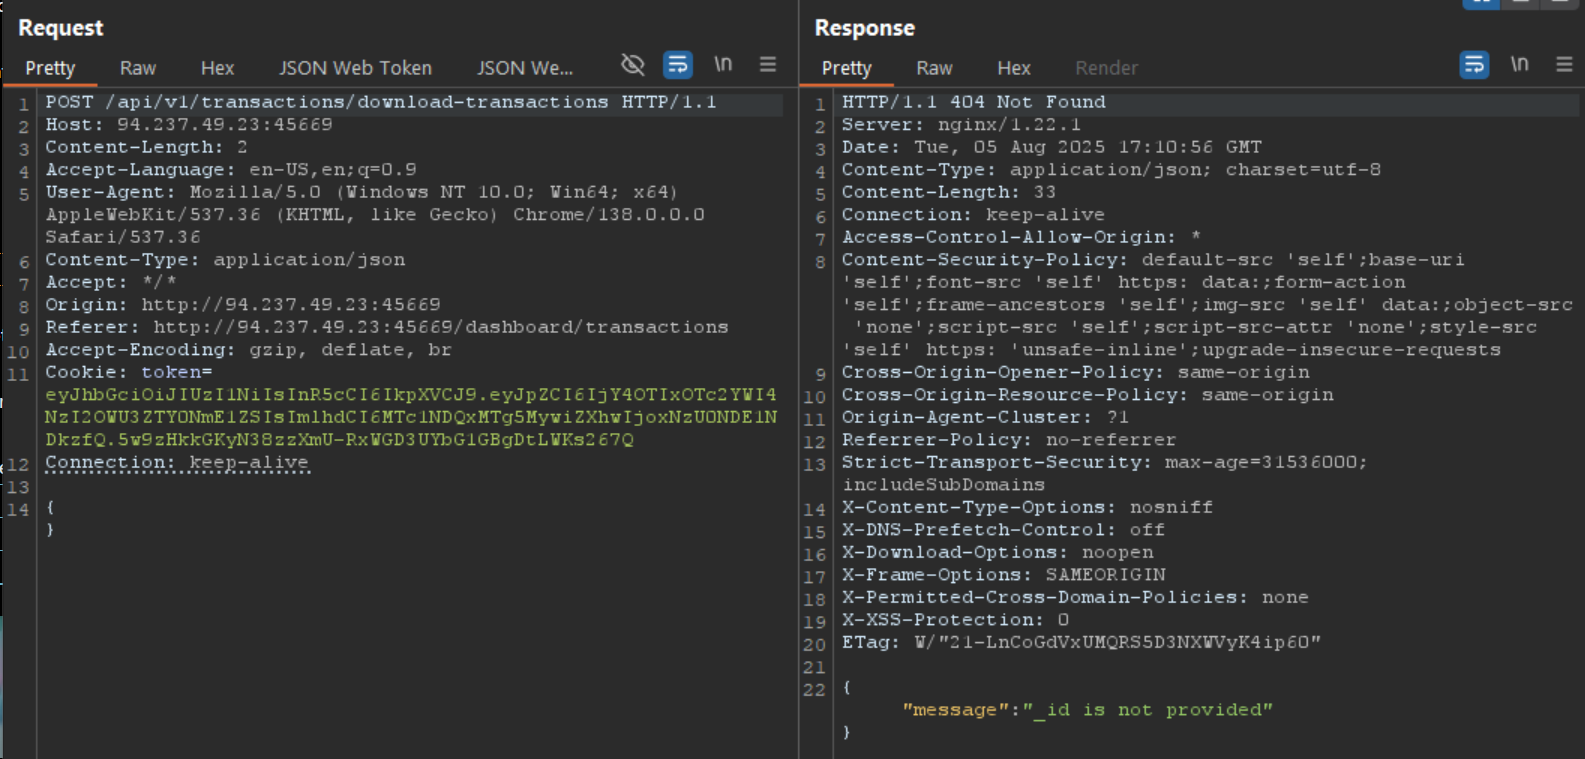 Request
Pretty Raw Hex JSON Web Token JSON We... \n
1 POST /api/v1/transactions/download-transactions HTTP/1.1
2 Host: 94.237.49.23:45669
3 Content-Length: 2
4 Accept-Language: en-US,en;q=0.9
5 User-Agent: Mozilla/5.0 (Windows NT 10.0; Win64; x64)
AppleWebKit/537.36 (KHTML, like Gecko) Chrome/138.0.0.0
Safari/537.36
6 Content-Type: application/json
7 Accept: */*
8 Origin: http://94.237.49.23:45669
9 Referer: http://94.237.49.23:45669/dashboard/transactions
10 Accept-Encoding: gzip, deflate, br
11 Cookie: token=
eyJhbGciOiJIUzI1NiIsInR5cCI6IkpXVCJ9.eyJpZCI6IjY4OTIxOTc2YWI4
NzI2OWU3ZTY0NmE1ZSIsImlhdCI6MTc1NDQxMTg5MywiZXhwIjoxNzU0NDE1N
DkzfQ.5w9zHkkGKyN38zzXmU-RxWGD3UYbG1GBgDtLWKs267Q
12 Connection: keep-alive
13
14 {
}
Response
Pretty Raw Hex Render \n
1 HTTP/1.1 404 Not Found
2 Server: nginx/1.22.1
3 Date: Tue, 05 Aug 2025 17:10:56 GMT
4 Content-Type: application/json; charset=utf-8
5 Content-Length: 33
6 Connection: keep-alive
7 Access-Control-Allow-Origin: *
8 Content-Security-Policy: default-src 'self';base-uri
'self';font-src 'self' https: data:;form-action
'self';frame-ancestors 'self';img-src 'self' data:;object-src
'none';script-src 'self';script-src-attr 'none';style-src
'self' https: 'unsafe-inline';upgrade-insecure-requests
9 Cross-Origin-Opener-Policy: same-origin
10 Cross-Origin-Resource-Policy: same-origin
11 Origin-Agent-Cluster: ?1
12 Referrer-Policy: no-referrer
13 Strict-Transport-Security: max-age=31536000;
includeSubDomains
14 X-Content-Type-Options: nosniff
15 X-DNS-Prefetch-Control: off
16 X-Download-Options: noopen
17 X-Frame-Options: SAMEORIGIN
18 X-Permitted-Cross-Domain-Policies: none
19 X-XSS-Protection: 0
20 ETag: W/"21-LnCoGdVxUMQRS5D3NXWVyK4ip60"
21
22 {
"message":"_id is not provided"
}